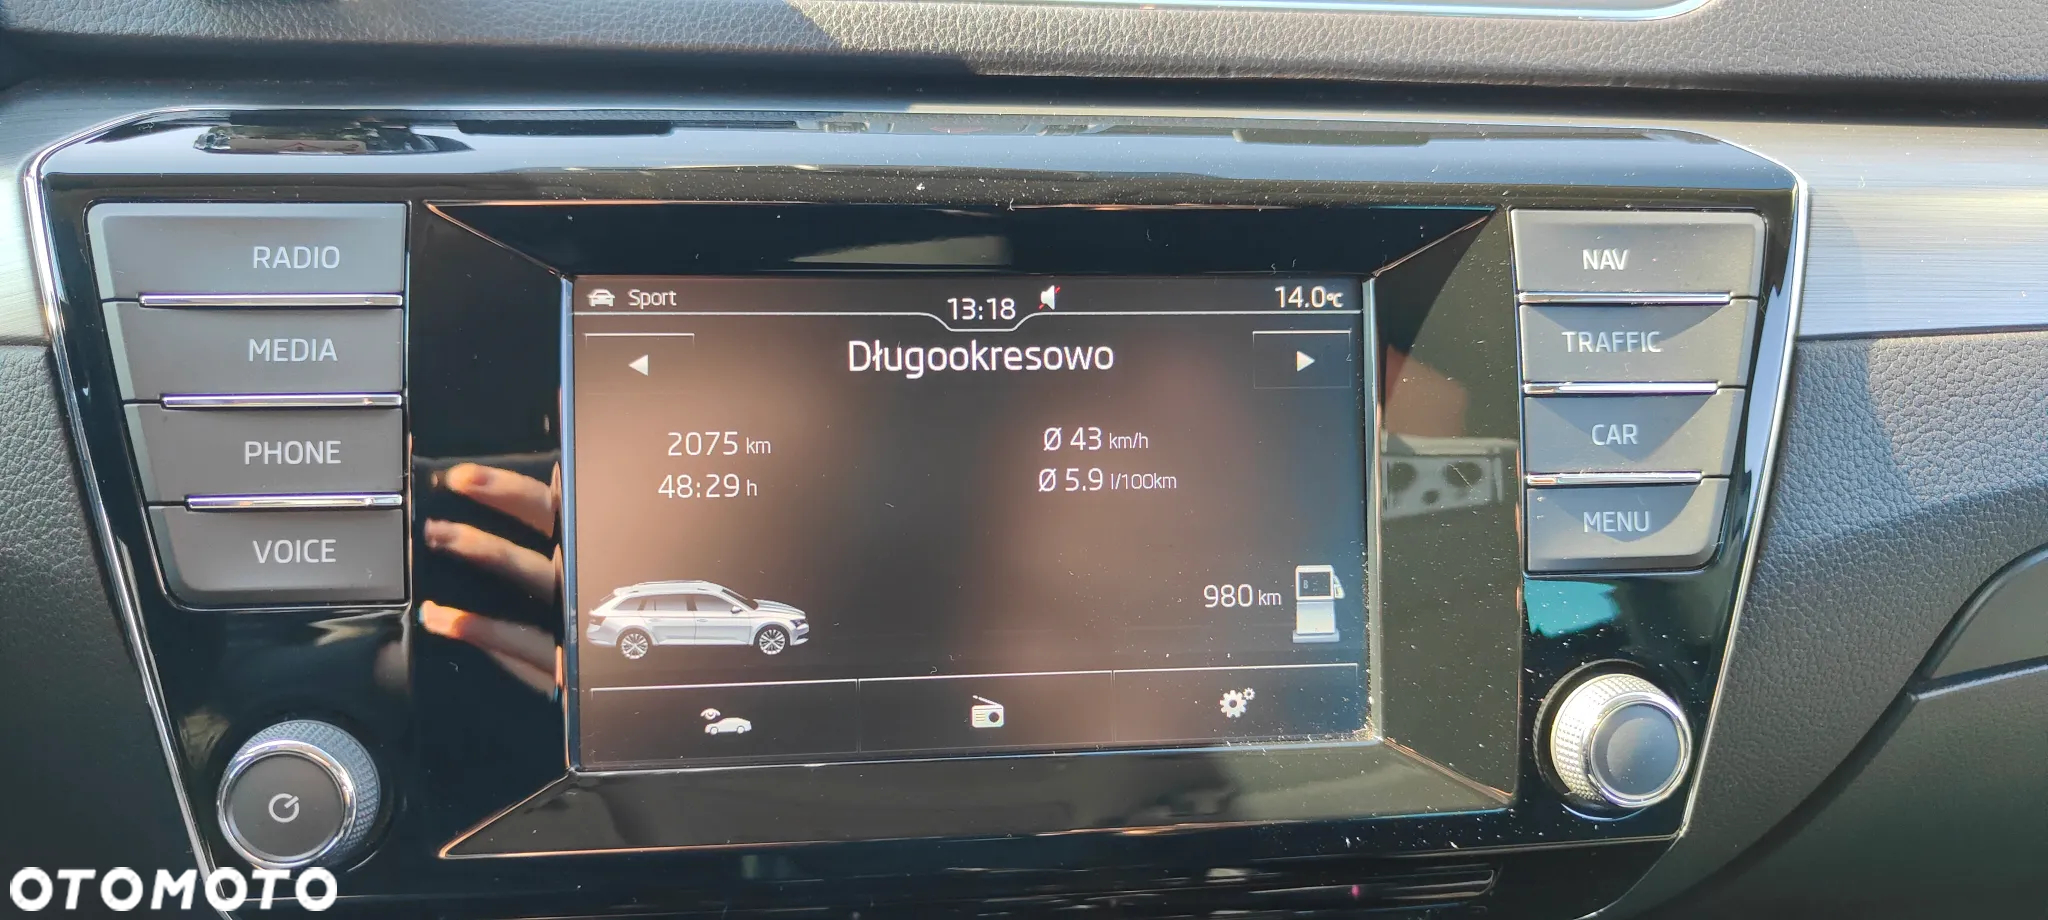 RADIO
MEDIA
PHONE
VOICE
Sport
13:18
14.0°C
Długookresowo
2075 km
48:29 h
Ø 43 km/h
Ø 5.9 l/100km
980 km
NAV
TRAFFIC
CAR
MENU
OTOMOTO